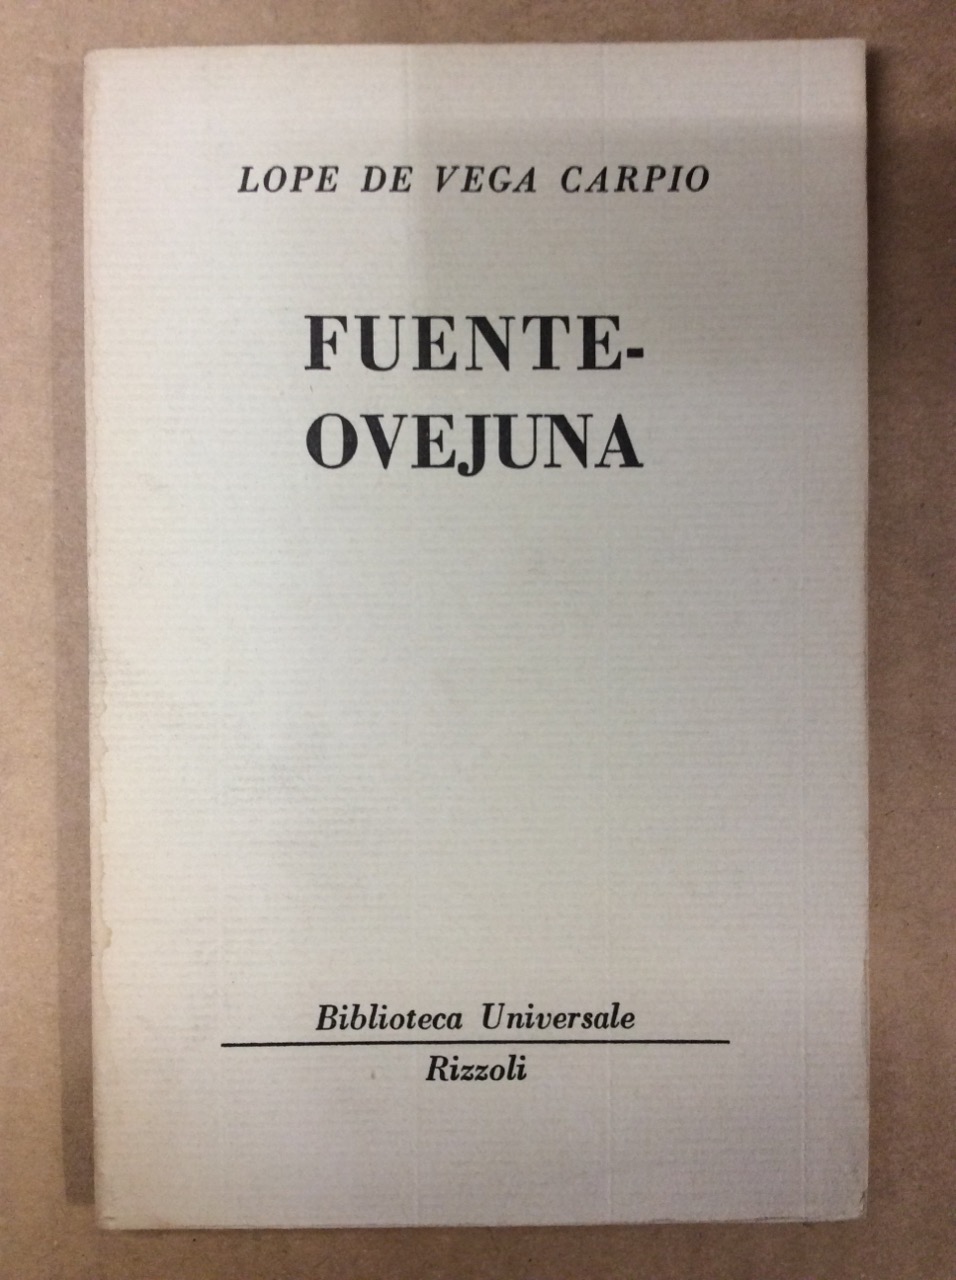 LOPE DE VEGA CARPIO
FUENTE-
OVEJUNA
Biblioteca Universale
Rizzoli